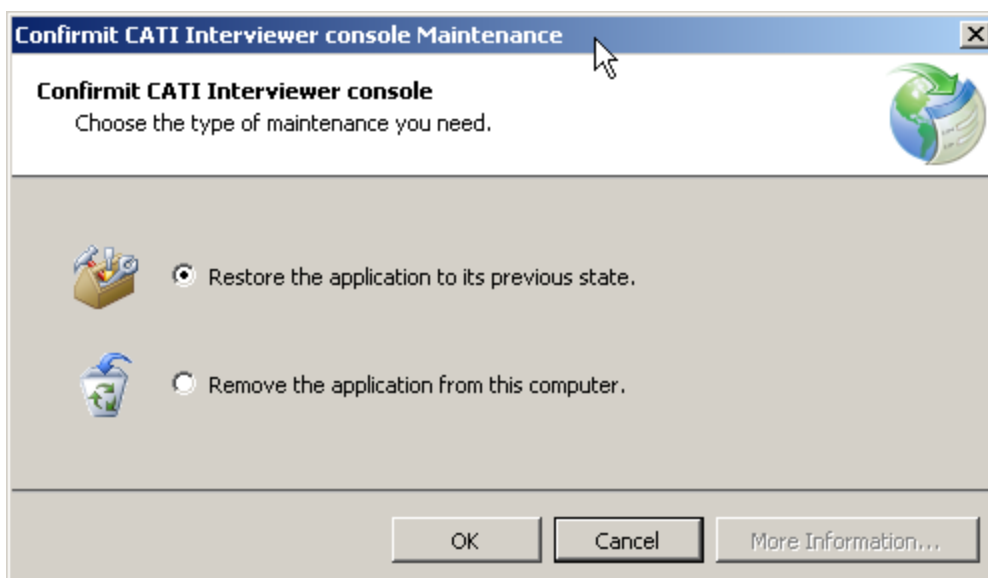 Confirmit CATI Interviewer console Maintenance
Confirmit CATI Interviewer console
Choose the type of maintenance you need.
Restore the application to its previous state.
Remove the application from this computer.
OK Cancel More Information...